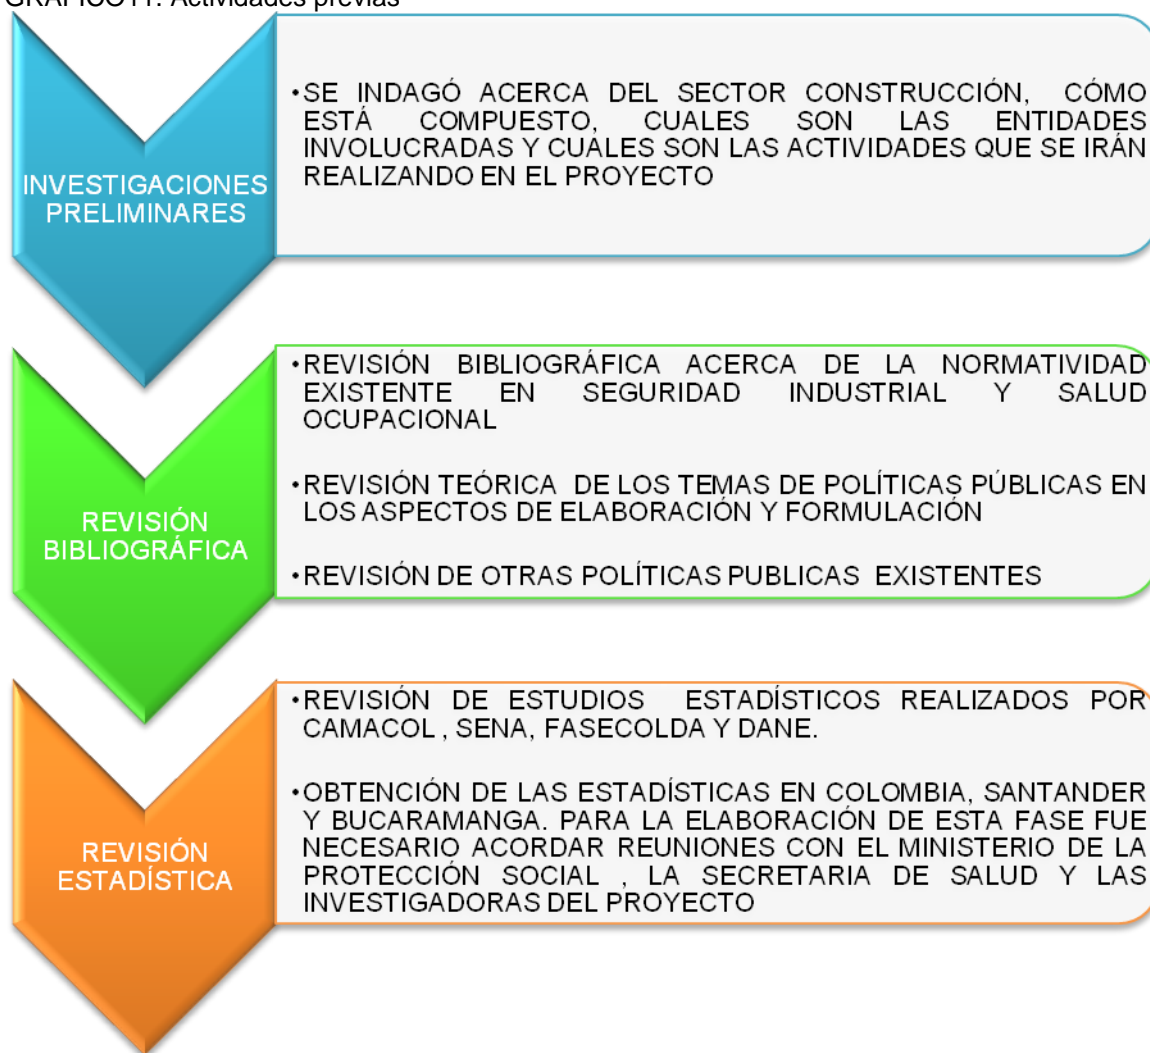 GRÁFICO11. Actividades previas
INVESTIGACIONES
PRELIMINARES
•SE INDAGÓ ACERCA DEL SECTOR CONSTRUCCIÓN, CÓMO
ESTÁ COMPUESTO, CUALES SON LAS ENTIDADES
INVOLUCRADAS Y CUALES SON LAS ACTIVIDADES QUE SE IRÁN
REALIZANDO EN EL PROYECTO
REVISIÓN
BIBLIOGRÁFICA
•REVISIÓN BIBLIOGRÁFICA ACERCA DE LA NORMATIVIDAD
EXISTENTE EN SEGURIDAD INDUSTRIAL Y SALUD
OCUPACIONAL
•REVISIÓN TEÓRICA DE LOS TEMAS DE POLÍTICAS PÚBLICAS EN
LOS ASPECTOS DE ELABORACIÓN Y FORMULACIÓN
•REVISIÓN DE OTRAS POLÍTICAS PUBLICAS EXISTENTES
REVISIÓN
ESTADÍSTICA
•REVISIÓN DE ESTUDIOS ESTADÍSTICOS REALIZADOS POR
CAMACOL , SENA, FASECOLDA Y DANE.
•OBTENCIÓN DE LAS ESTADÍSTICAS EN COLOMBIA, SANTANDER
Y BUCARAMANGA. PARA LA ELABORACIÓN DE ESTA FASE FUE
NECESARIO ACORDAR REUNIONES CON EL MINISTERIO DE LA
PROTECCIÓN SOCIAL , LA SECRETARIA DE SALUD Y LAS
INVESTIGADORAS DEL PROYECTO